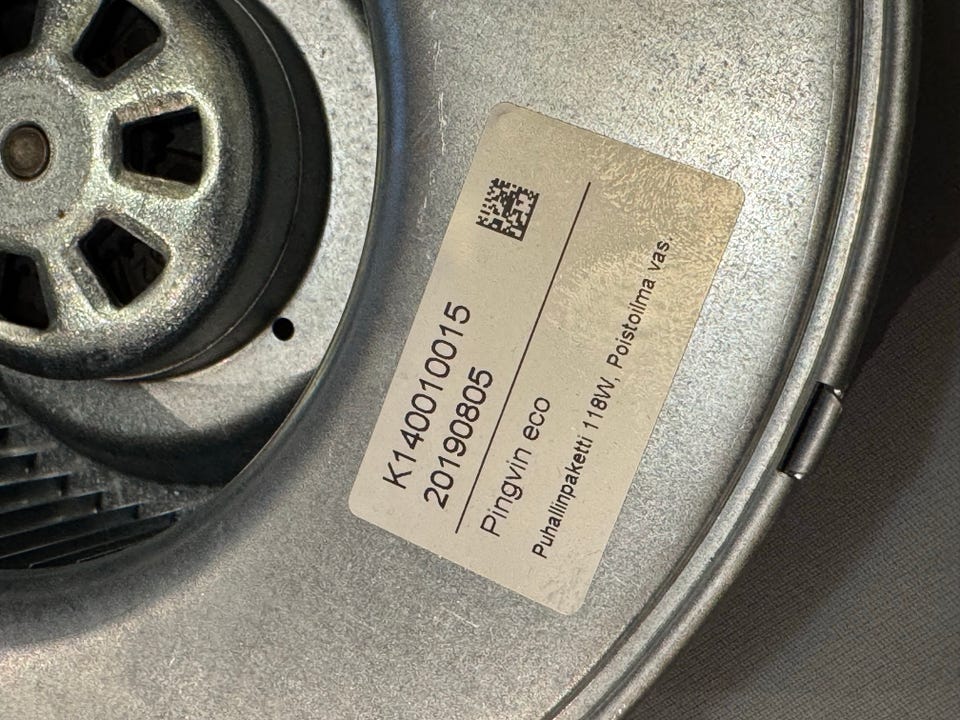 K140010015
20190805
Pingvin eco
Puhallinpaketti 118W, Poistoilma vas.